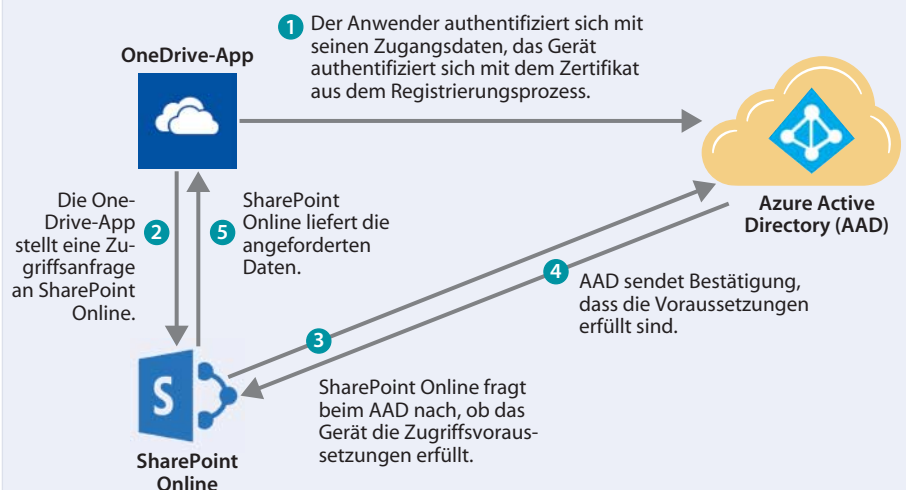 1 Der Anwender authentifiziert sich mit
seinen Zugangsdaten, das Gerät
authentifiziert sich mit dem Zertifikat
aus dem Registrierungsprozess.
OneDrive-App
Azure Active
Directory (AAD)
Die One-
Drive-App
stellt eine Zu-
griffsanfrage
an SharePoint
Online.
2
5
SharePoint
Online liefert die
angeforderten
Daten.
4
AAD sendet Bestätigung,
dass die Voraussetzungen
erfüllt sind.
3
SharePoint Online fragt
beim AAD nach, ob das
Gerät die Zugriffsvoraus-
setzungen erfüllt.
S
SharePoint
Online